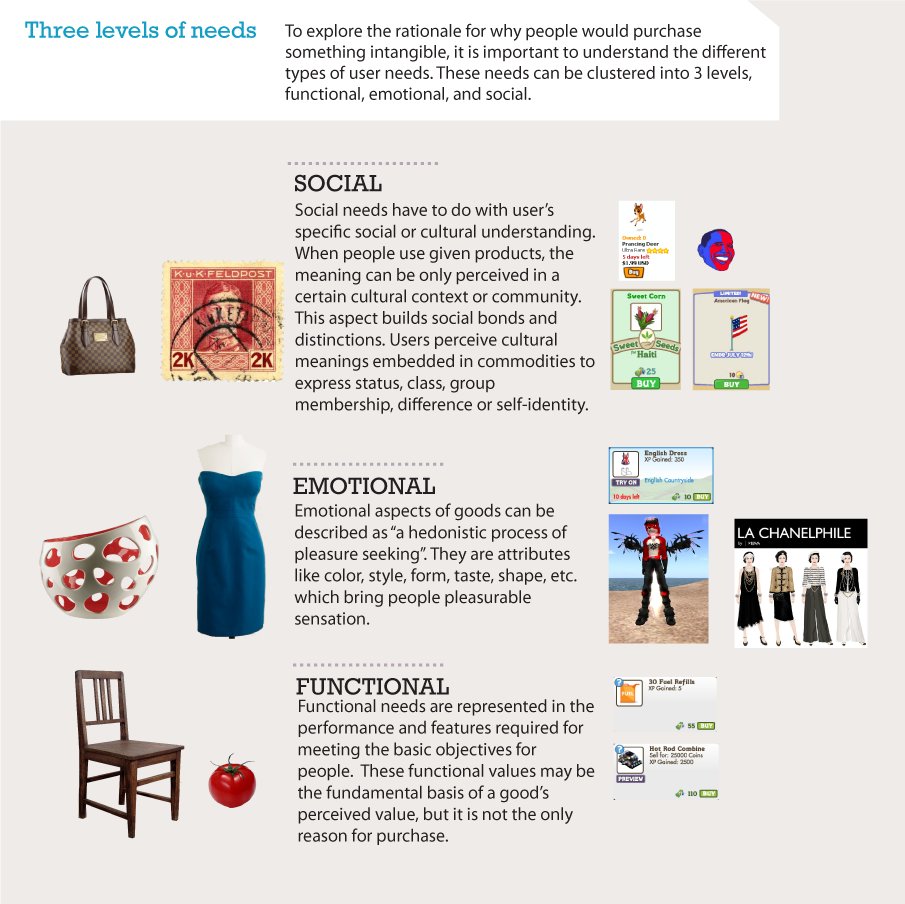 Three levels of needs
To explore the rationale for why people would purchase
something intangible, it is important to understand the different
types of user needs. These needs can be clustered into 3 levels,
functional, emotional, and social.
SOCIAL
Social needs have to do with user's
specific social or cultural understanding.
When people use given products, the
meaning can be only perceived in a
certain cultural context or community.
This aspect builds social bonds and
distinctions. Users perceive cultural
meanings embedded in commodities to
express status, class, group
membership, difference or self-identity.
K.u.K.FELDPOST
2K
2K
Prancing Deer
Ultra Rare
5 days left
$1.99 USD
Buy
Sweet Corn
Sweet Seeds
for
Haiti
25
BUY
LIMITED!
NEW!
American Flag
ENDS JULY 12th
10
BUY
EMOTIONAL
Emotional aspects of goods can be
described as "a hedonistic process of
pleasure seeking". They are attributes
like color, style, form, taste, shape, etc.
which bring people pleasurable
sensation.
English Dress
XP Gained: 350
TRY ON
English Countryside
10 days left
10 BUY
LA CHANELPHILE
by
FUNCTIONAL
Functional needs are represented in the
performance and features required for
meeting the basic objectives for
people. These functional values may be
the fundamental basis of a good's
perceived value, but it is not the only
reason for purchase.
?
FUEL
30 Fuel Refills
XP Gained: 5
55 BUY
?
Hot Rod Combine
Sell for: 25000 Coins
XP Gained: 2500
PREVIEW
110 BUY